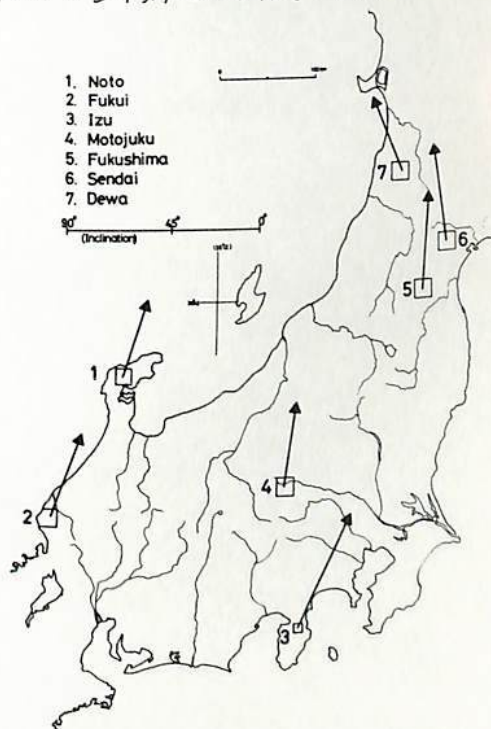 1. Noto
2. Fukui
3. Izu
4. Motojuku
5. Fukushima
6. Sendai
7. Dewa
90° 45° 0°
(Inclination)
0
7
6
5
1
4
2
3